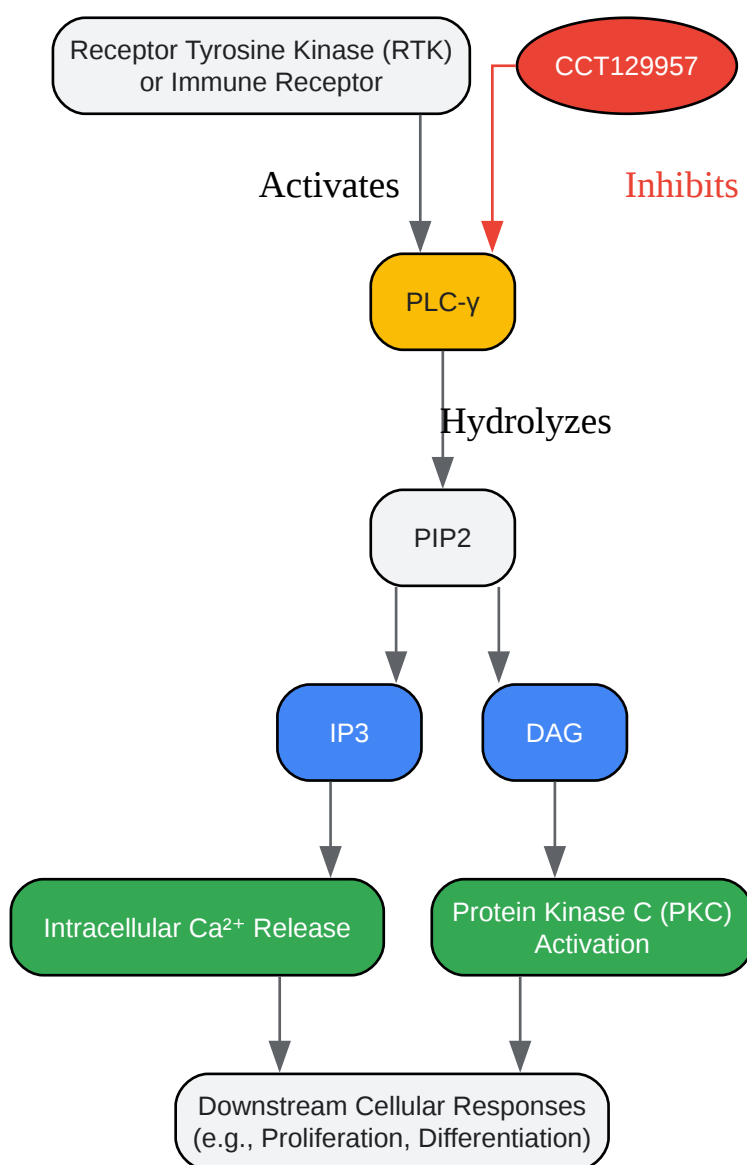 Receptor Tyrosine Kinase (RTK)
or Immune Receptor
CCT129957
Activates
Inhibits
PLC-γ
Hydrolyzes
PIP2
IP3
DAG
Intracellular Ca²⁺ Release
Protein Kinase C (PKC)
Activation
Downstream Cellular Responses
(e.g., Proliferation, Differentiation)